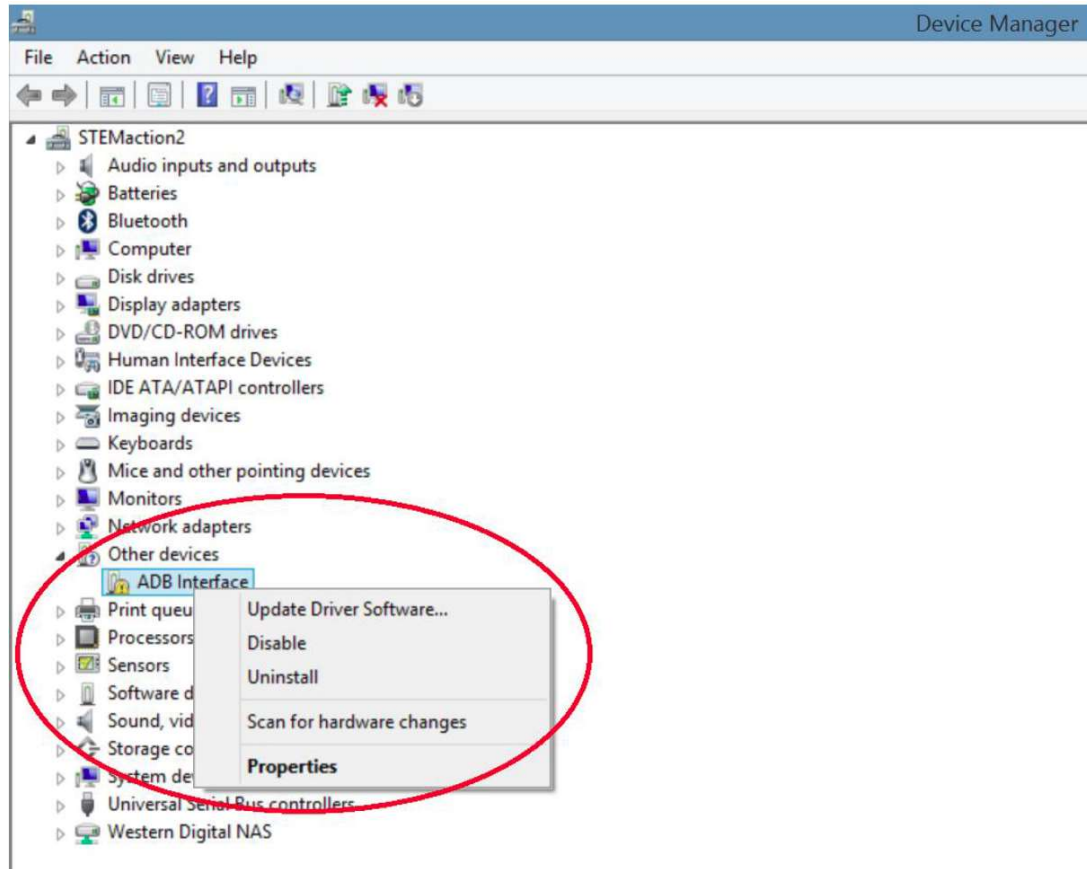 Device Manager
File Action View Help
STEMaction2
Audio inputs and outputs
Batteries
Bluetooth
Computer
Disk drives
Display adapters
DVD/CD-ROM drives
Human Interface Devices
IDE ATA/ATAPI controllers
Imaging devices
Keyboards
Mice and other pointing devices
Monitors
Network adapters
Other devices
ADB Interface
Print queu
Processors
Sensors
Software d
Sound, vid
Storage co
System de
Update Driver Software...
Disable
Uninstall
Scan for hardware changes
Properties
Universal Serial Bus controllers
Western Digital NAS